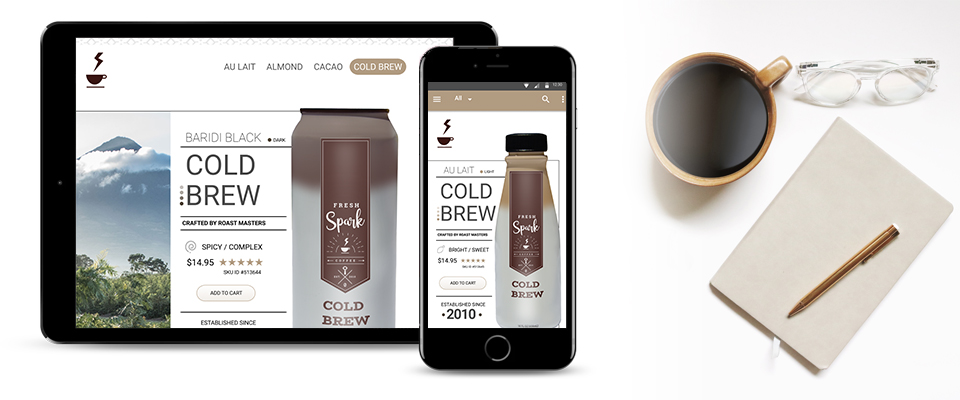 AU LAIT ALMOND CACAO COLD BREW
BARIDI BLACK DARK
COLD
BREW
CRAFTED BY ROAST MASTERS
SPICY / COMPLEX
$14.95
SKU ID #513644
ADD TO CART
ESTABLISHED SINCE
FRESH
Spark
COFFEE
COLD
BREW
12:30
All
AU LAIT LIGHT
COLD
BREW
CRAFTED BY ROAST MASTERS
BRIGHT / SWEET
$14.95
SKU ID #513644
ADD TO CART
ESTABLISHED SINCE
2010
FRESH
Spark
COFFEE
COLD
BREW